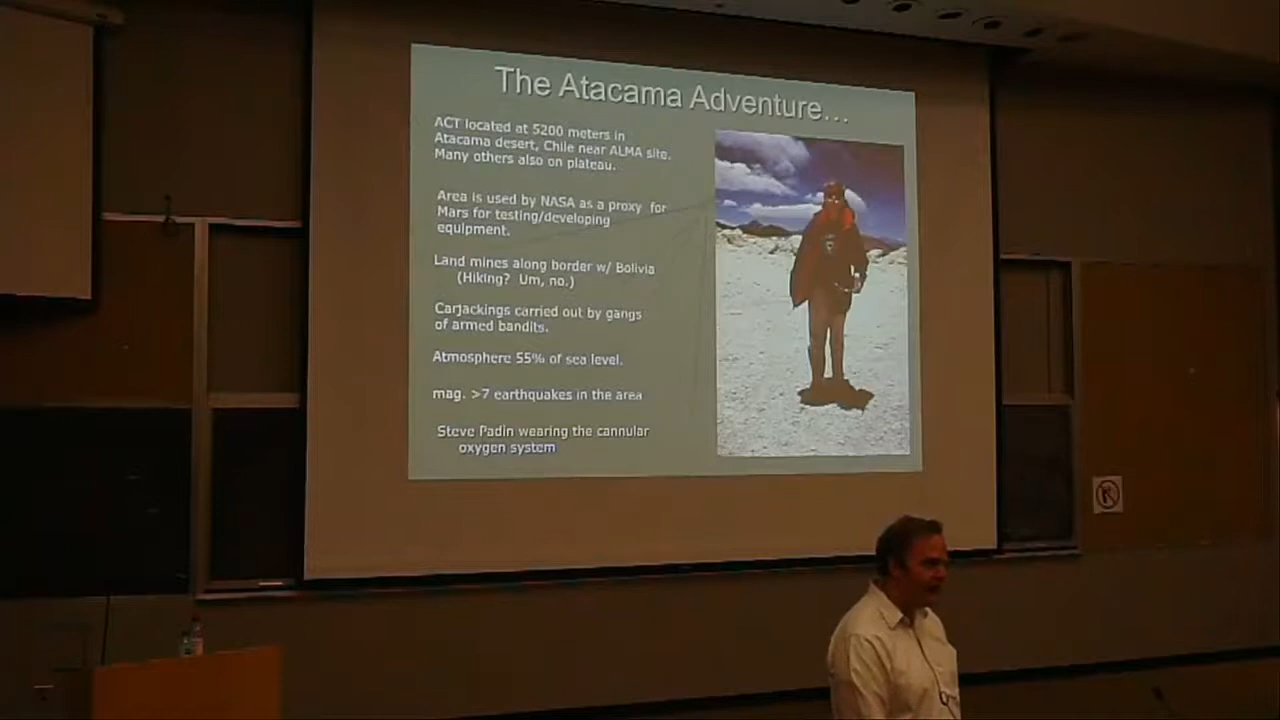 The Atacama Adventure...
ACT located at 5200 meters in
Atacama desert, Chile near ALMA site.
Many others also on plateau.
Area is used by NASA as a proxy for
Mars for testing/developing
equipment.
Land mines along border w/ Bolivia
(Hiking? Um, no.)
Carjackings carried out by gangs
of armed bandits.
Atmosphere 55% of sea level.
mag. >7 earthquakes in the area
Steve Padin wearing the cannular
oxygen system